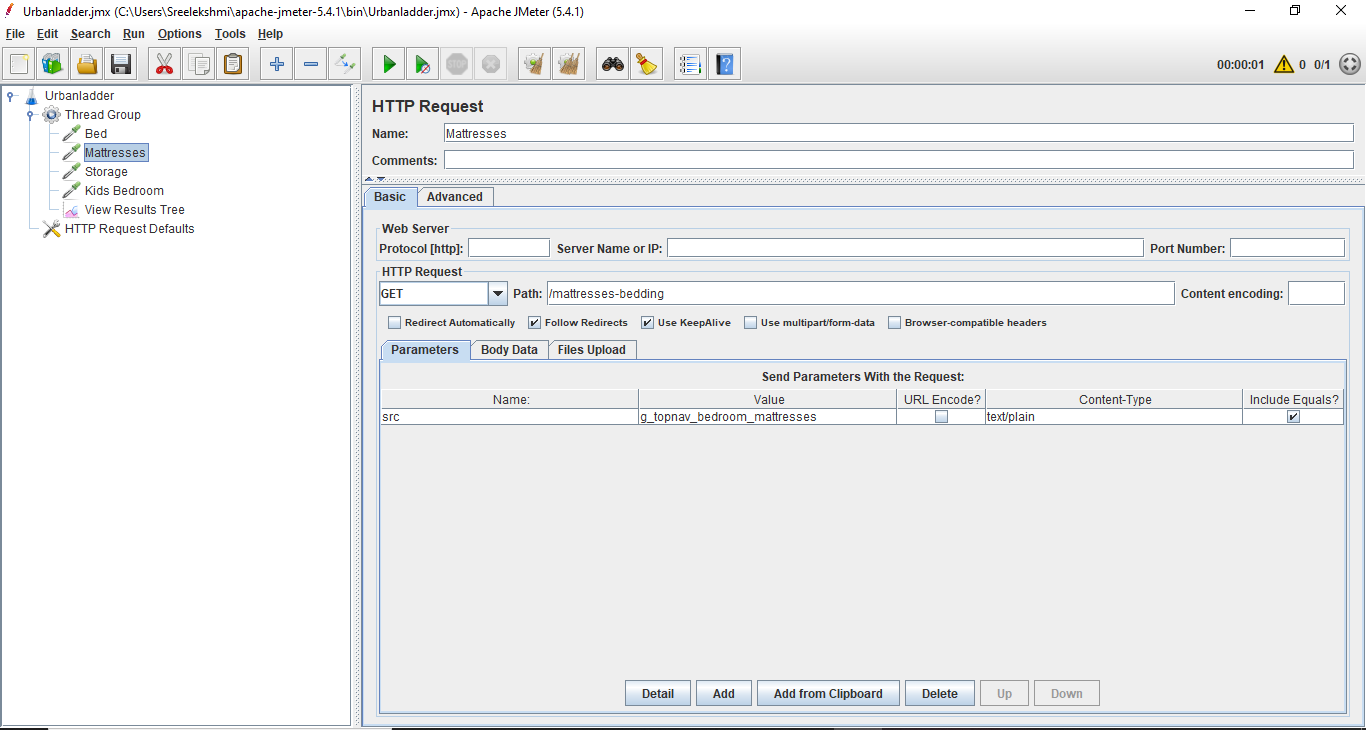 Urbanladder.jmx (C:\Users\Sreelekshmi\apache-jmeter-5.4.1\bin\Urbanladder.jmx) - Apache JMeter (5.4.1)
File Edit Search Run Options Tools Help
STOP
00:00:01 0 0/1
Urbanladder
Thread Group
Bed
Mattresses
Storage
Kids Bedroom
View Results Tree
HTTP Request Defaults
HTTP Request
Name: Mattresses
Comments:
Basic Advanced
Web Server
Protocol [http]: Server Name or IP: Port Number:
HTTP Request
GET Path: /mattresses-bedding Content encoding:
Redirect Automatically Follow Redirects Use KeepAlive Use multipart/form-data Browser-compatible headers
Parameters Body Data Files Upload
Send Parameters With the Request:
Name: Value URL Encode? Content-Type Include Equals?
src g_topnav_bedroom_mattresses text/plain
Detail Add Add from Clipboard Delete Up Down